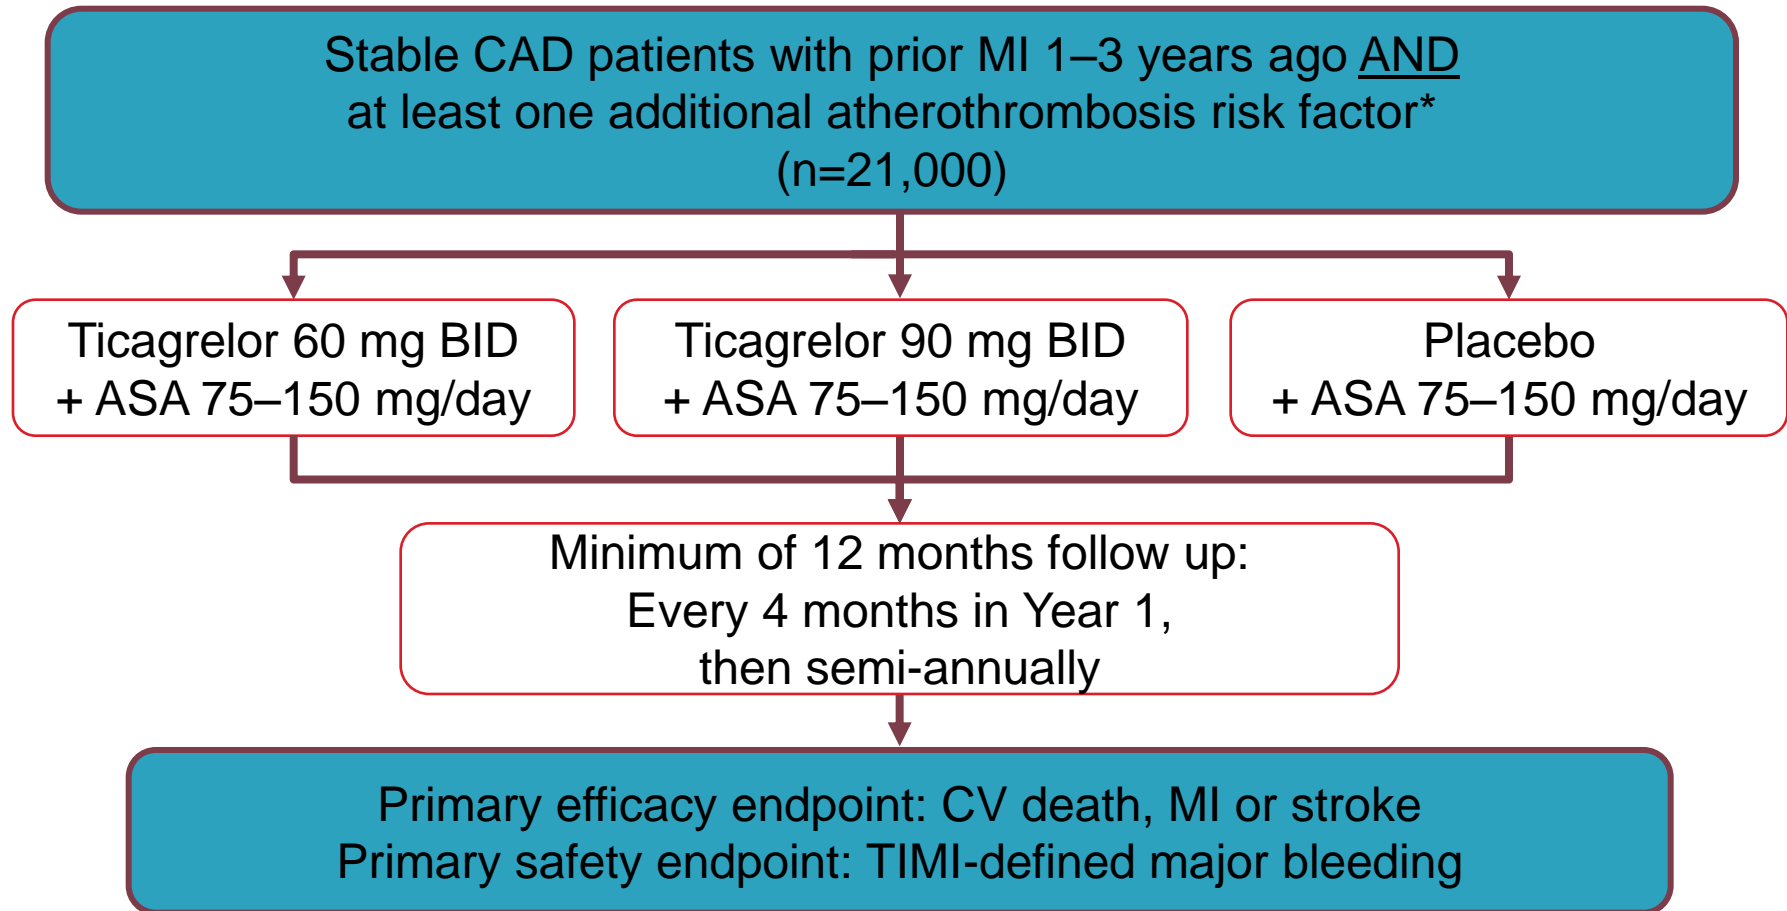 Stable CAD patients with prior MI 1–3 years ago AND
at least one additional atherothrombosis risk factor*
(n=21,000)
Ticagrelor 60 mg BID
+ ASA 75–150 mg/day
Ticagrelor 90 mg BID
+ ASA 75–150 mg/day
Placebo
+ ASA 75–150 mg/day
Minimum of 12 months follow up:
Every 4 months in Year 1,
then semi-annually
Primary efficacy endpoint: CV death, MI or stroke
Primary safety endpoint: TIMI-defined major bleeding